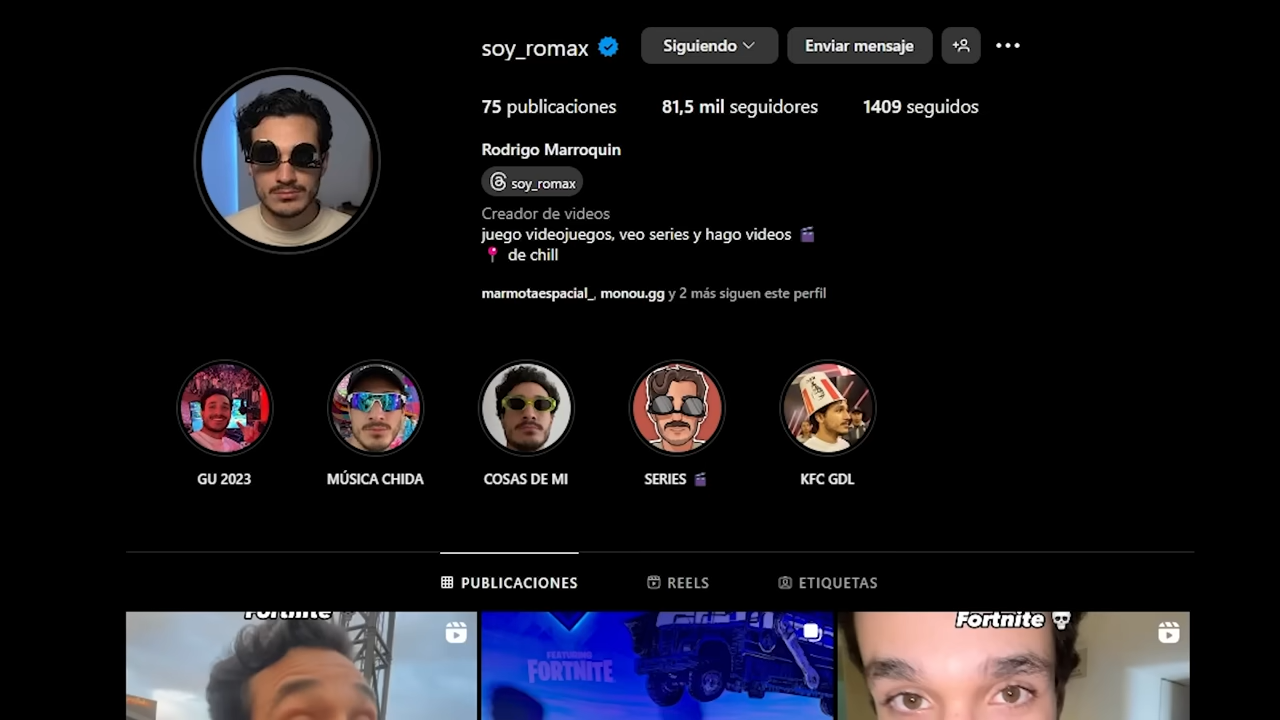 soy_romax
Siguiendo
Enviar mensaje
75 publicaciones
81,5 mil seguidores
1409 seguidos
Rodrigo Marroquin
soy_romax
Creador de videos
juego videojuegos, veo series y hago videos 🎬
📍 de chill
marmotaespacial_, monou.gg y 2 más siguen este perfil
GU 2023
MÚSICA CHIDA
COSAS DE MI
SERIES 🎬
KFC GDL
PUBLICACIONES
REELS
ETIQUETAS
Fortnite
FEATURING
FORTNITE
Fortnite 💀